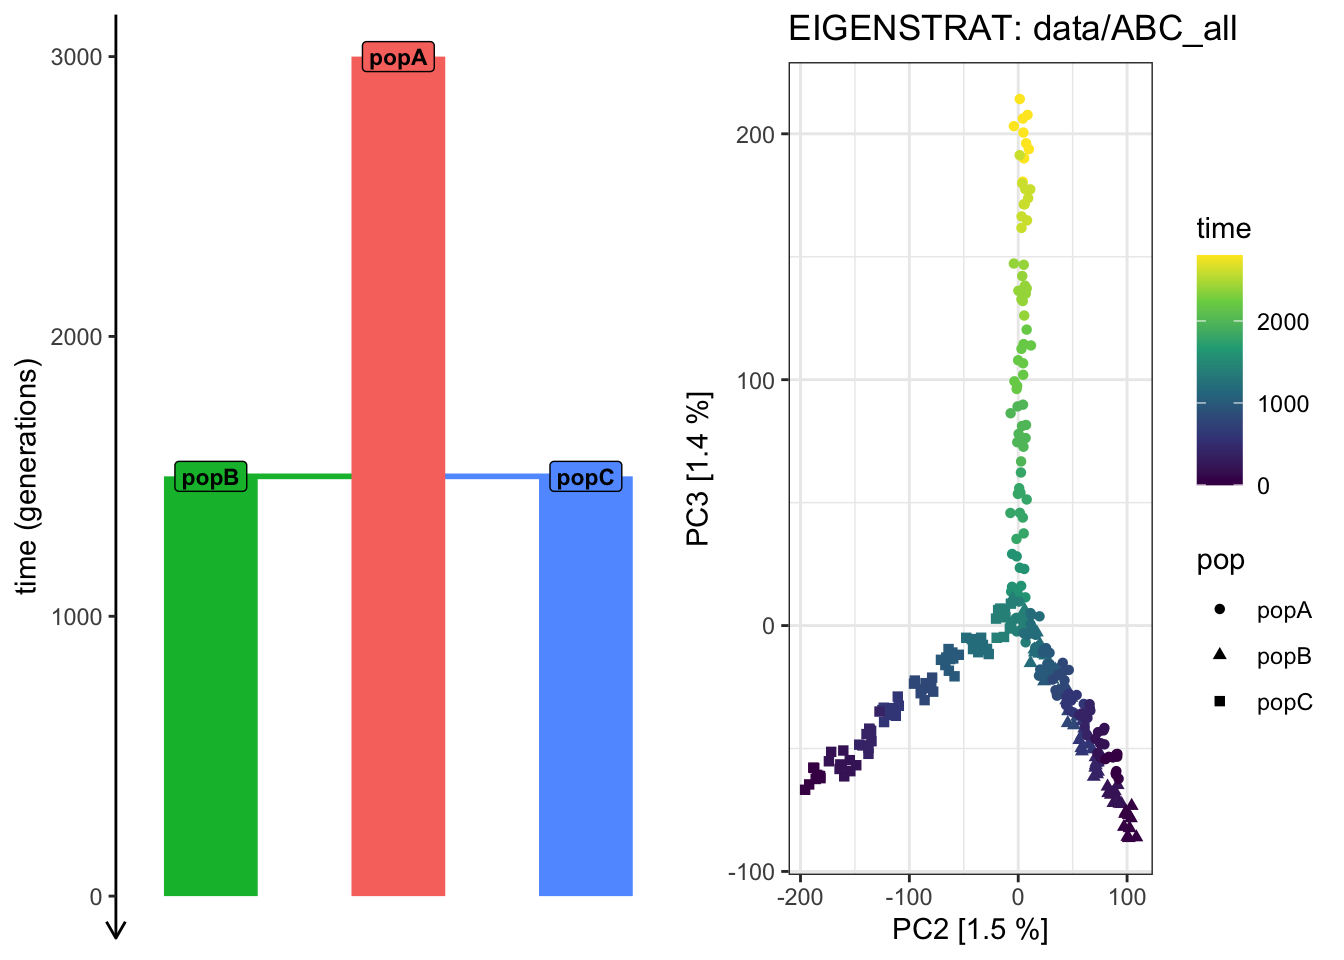 3000
2000
1000
0
time (generations)
popA
popB
popC
EIGENSTRAT: data/ABC_all
200
100
0
-100
PC3 [1.4 %]
-200
-100
0
100
PC2 [1.5 %]
time
2000
1000
0
pop
popA
popB
popC